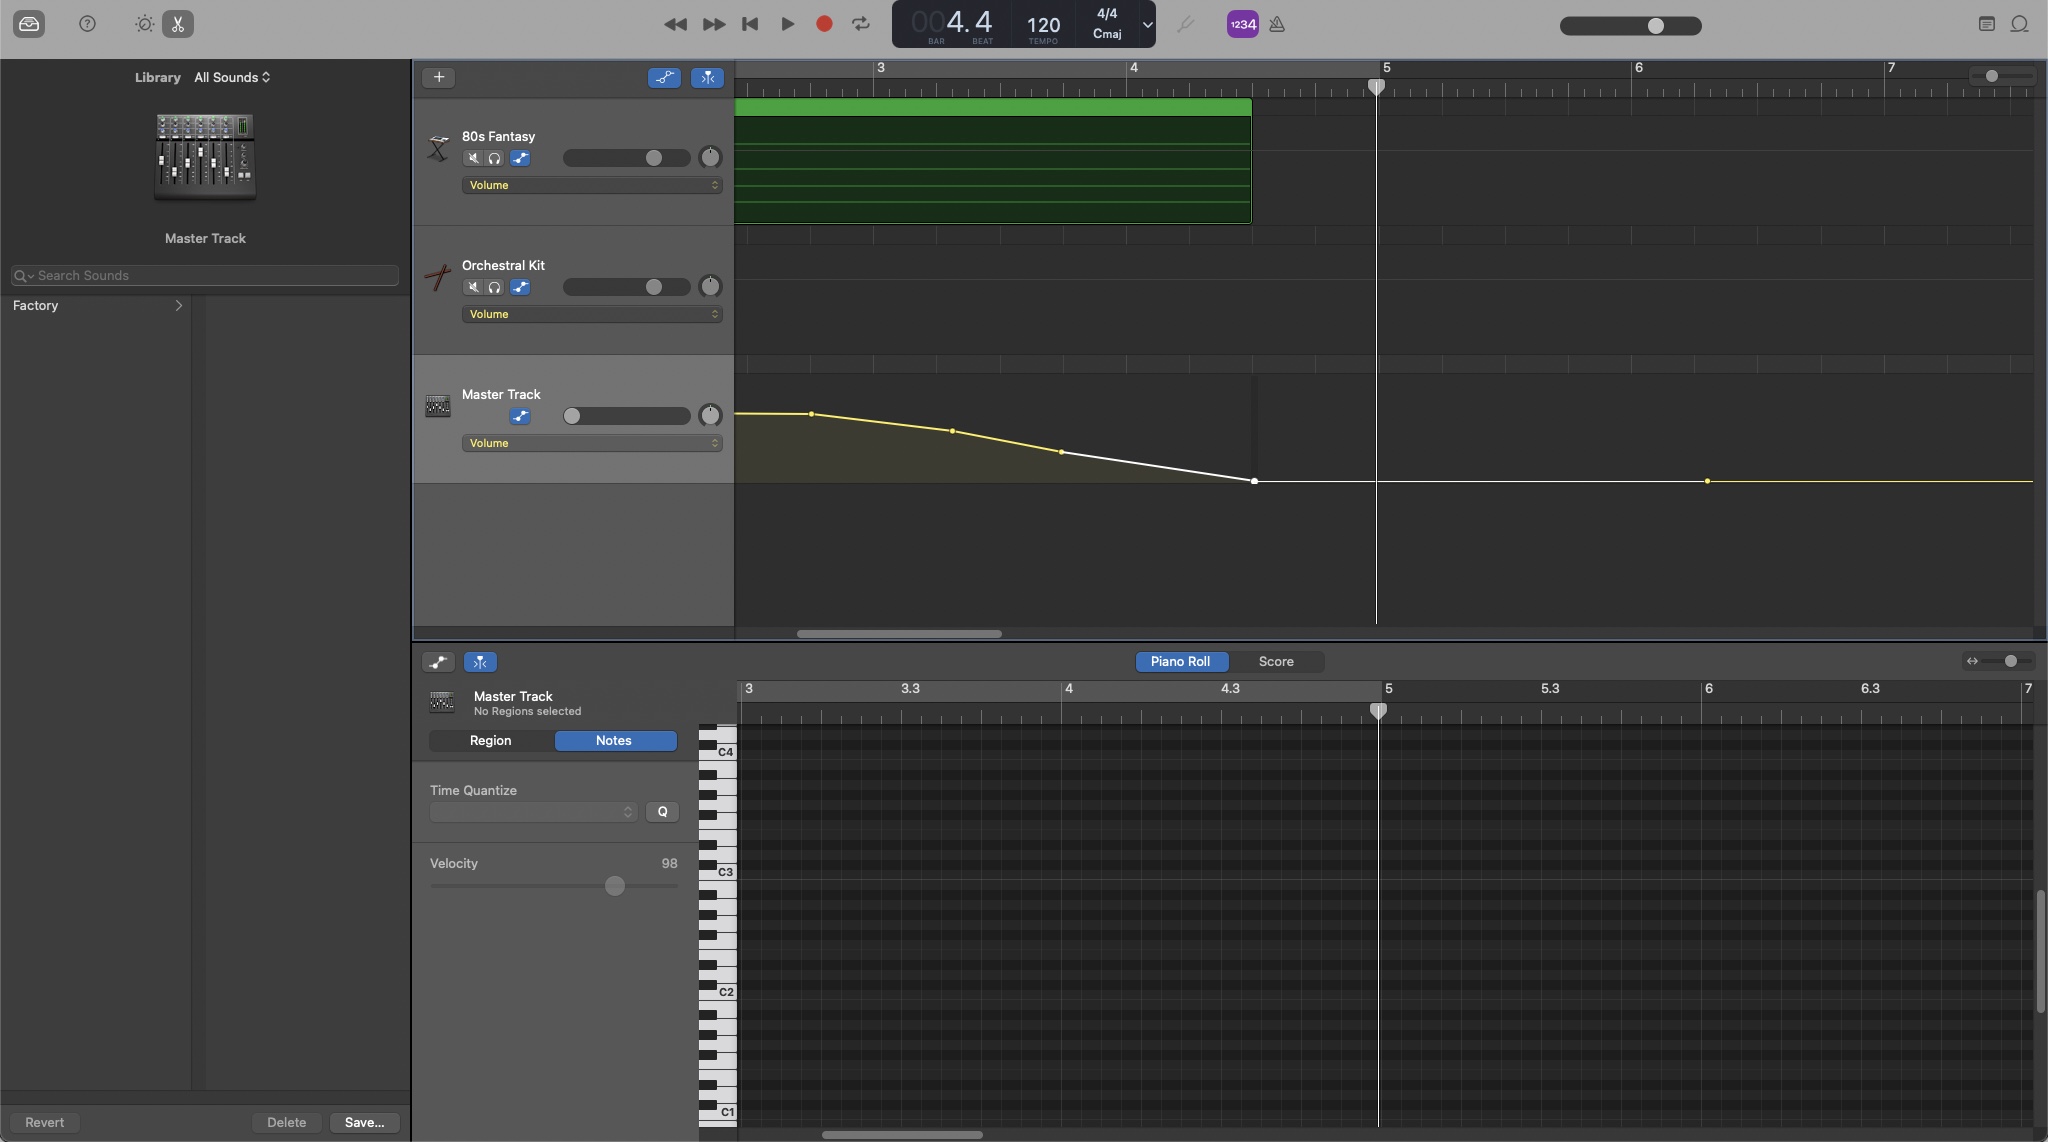 004.4
BAR BEAT
120
TEMPO
4/4
Cmaj
1234
Library All Sounds
Master Track
Search Sounds
Factory
Revert Delete Save...
3 4 5 6 7
80s Fantasy
Volume
Orchestral Kit
Volume
Master Track
Volume
Piano Roll Score
Master Track
No Regions selected
Region Notes
Time Quantize
Q
Velocity 98
3 3.3 4 4.3 5 5.3 6 6.3 7
C4
C3
C2
C1